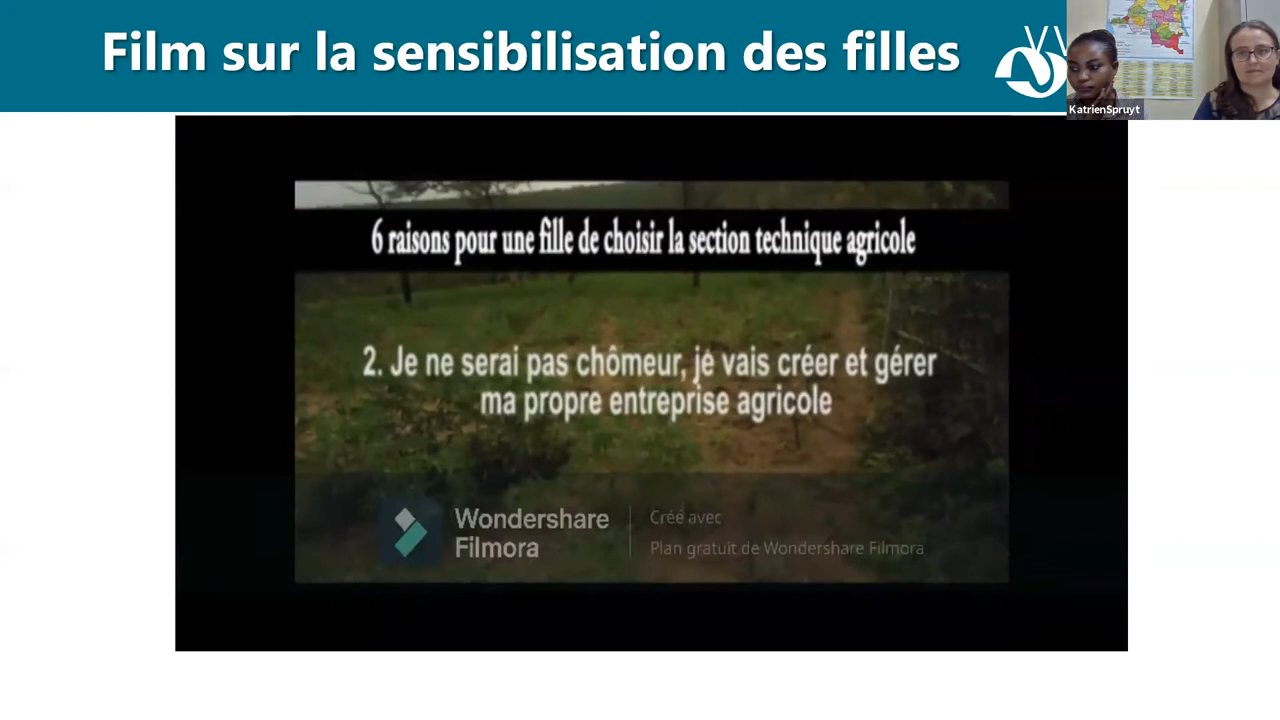 Film sur la sensibilisation des filles
KatrienSpruyt
6 raisons pour une fille de choisir la section technique agricole
2. Je ne serai pas chômeur, je vais créer et gérer
ma propre entreprise agricole
Wondershare
Filmora
Créé avec
Plan gratuit de Wondershare Filmora